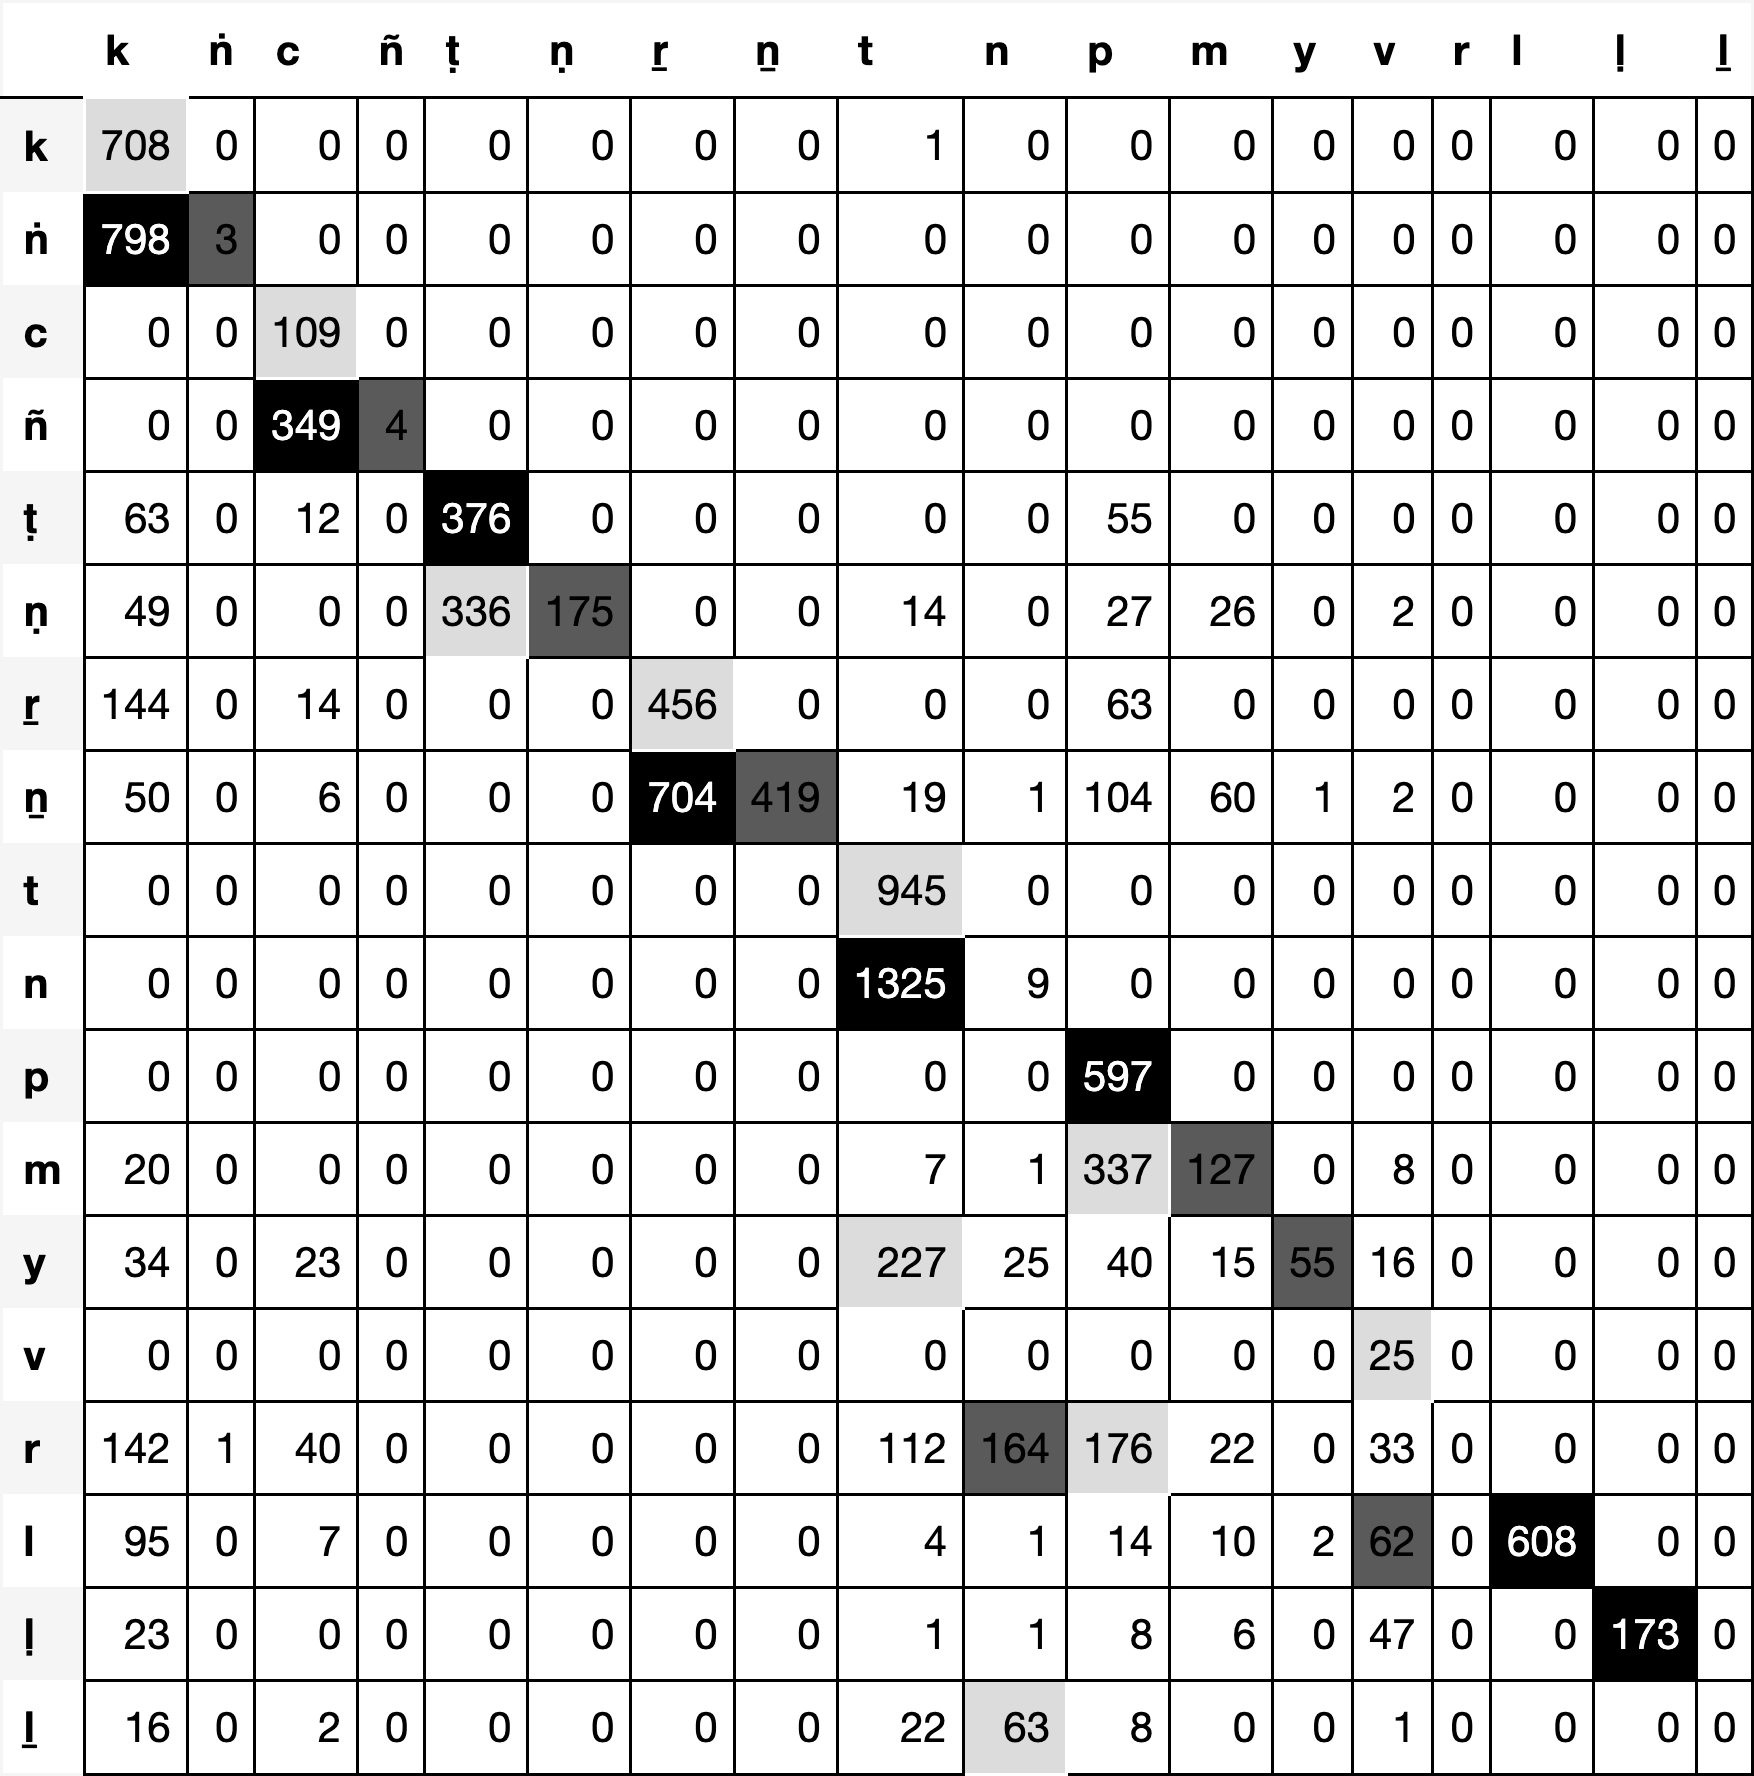 k ṅ c ñ ṭ ṇ ṟ ṉ t n p m y v r l ḷ ḻ
k 708 0 0 0 0 0 0 0 1 0 0 0 0 0 0 0 0 0
ṅ 798 3 0 0 0 0 0 0 0 0 0 0 0 0 0 0 0 0
c 0 0 109 0 0 0 0 0 0 0 0 0 0 0 0 0 0 0
ñ 0 0 349 4 0 0 0 0 0 0 0 0 0 0 0 0 0 0
ṭ 63 0 12 0 376 0 0 0 0 0 55 0 0 0 0 0 0 0
ṇ 49 0 0 0 336 175 0 0 14 0 27 26 0 2 0 0 0 0
ṟ 144 0 14 0 0 0 456 0 0 0 63 0 0 0 0 0 0 0
ṉ 50 0 6 0 0 0 704 419 19 1 104 60 1 2 0 0 0 0
t 0 0 0 0 0 0 0 0 945 0 0 0 0 0 0 0 0 0
n 0 0 0 0 0 0 0 0 1325 9 0 0 0 0 0 0 0 0
p 0 0 0 0 0 0 0 0 0 0 597 0 0 0 0 0 0 0
m 20 0 0 0 0 0 0 0 7 1 337 127 0 8 0 0 0 0
y 34 0 23 0 0 0 0 0 227 25 40 15 55 16 0 0 0 0
v 0 0 0 0 0 0 0 0 0 0 0 0 0 25 0 0 0 0
r 142 1 40 0 0 0 0 0 112 164 176 22 0 33 0 0 0 0
l 95 0 7 0 0 0 0 0 4 1 14 10 2 62 0 608 0 0
ḷ 23 0 0 0 0 0 0 0 1 1 8 6 0 47 0 0 173 0
ḻ 16 0 2 0 0 0 0 0 22 63 8 0 0 1 0 0 0 0